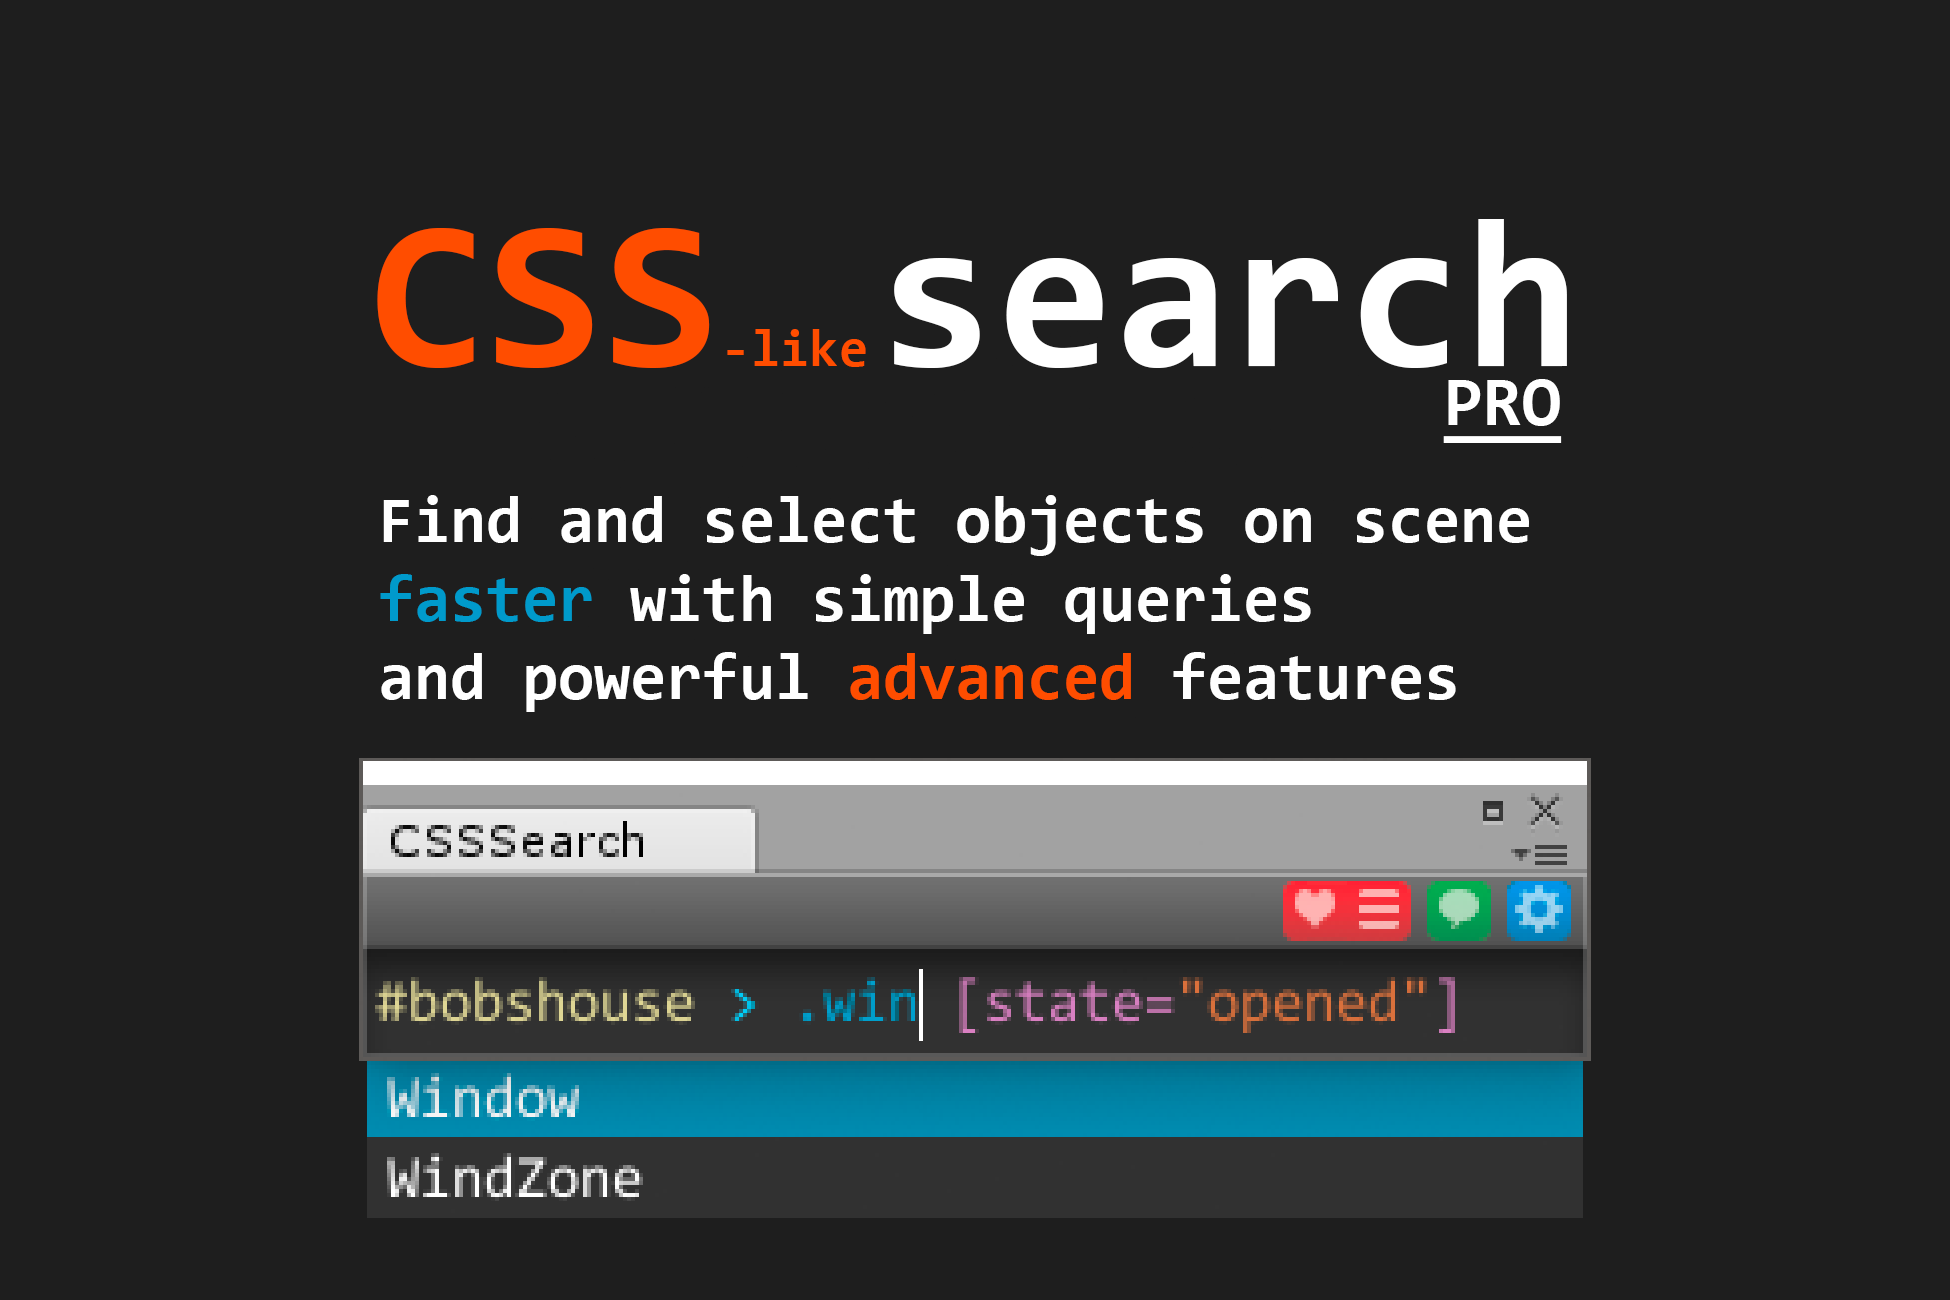 CSS-like search
PRO
Find and select objects on scene
faster with simple queries
and powerful advanced features
CSSSearch
#bobshouse > .win [state="opened"]
Window
WindZone